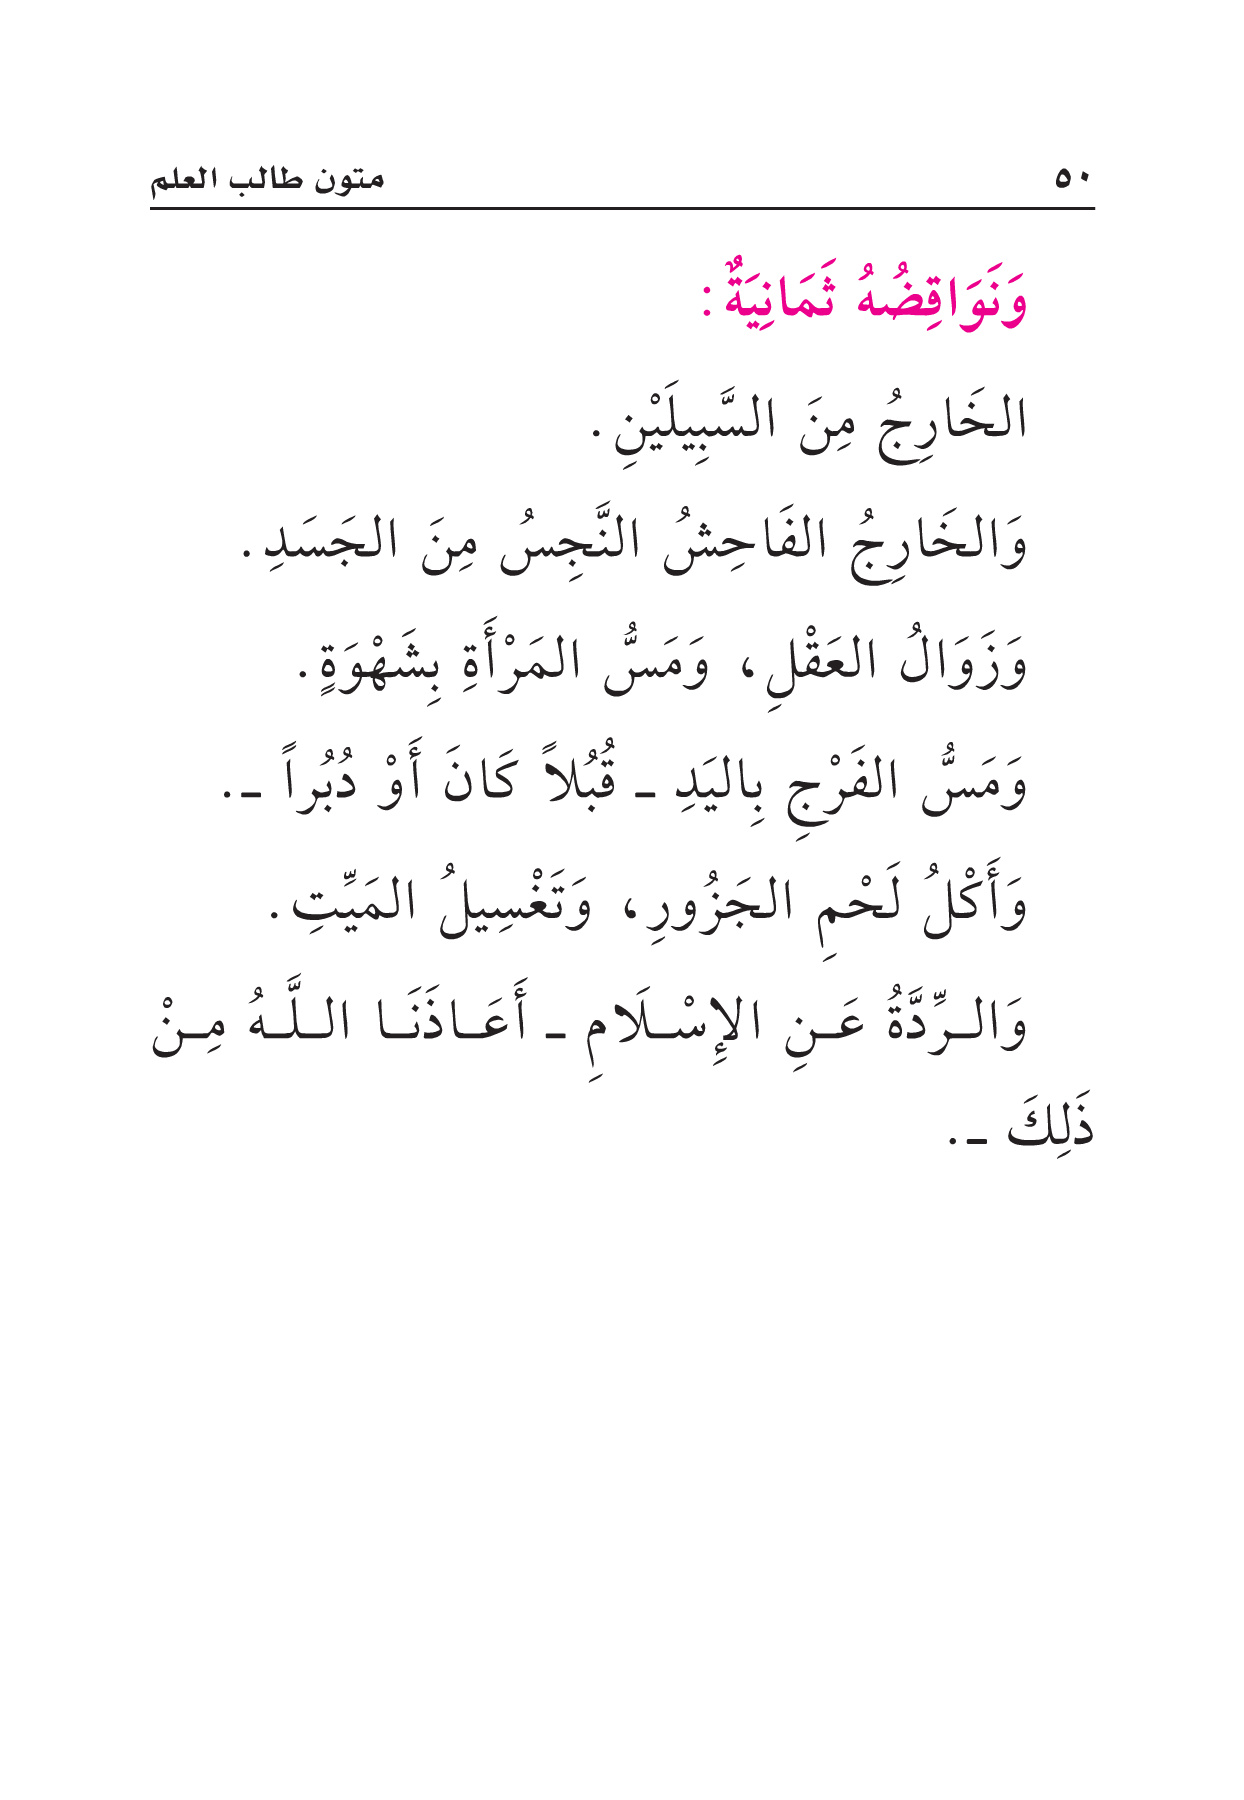 ٥٠ متون طالب العلم
وَنَوَاقِضُهُ ثَمَانِيَةٌ:
الخَارِجُ مِنَ السَّبِيلَيْنِ.
وَالخَارِجُ الفَاحِشُ النَّجِسُ مِنَ الجَسَدِ.
وَزَوَالُ العَقْلِ، وَمَسُّ المَرْأَةِ بِشَهْوَةٍ.
وَمَسُّ الفَرْجِ بِاليَدِ ـ قُبُلاً كَانَ أَوْ دُبُراً ـ.
وَأَكْلُ لَحْمِ الجَزُورِ، وَتَغْسِيلُ المَيِّتِ.
وَالرِّدَّةُ عَنِ الإِسْلَامِ ـ أَعَاذَنَا اللَّهُ مِنْ
ذَلِكَ ـ.